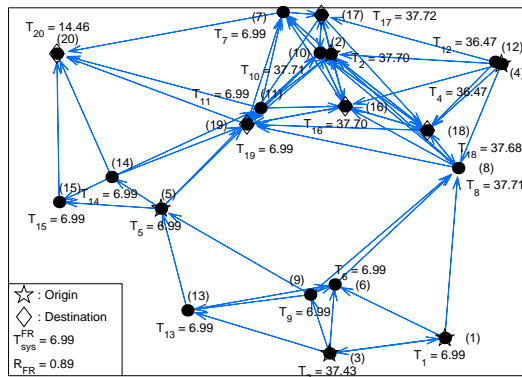 (7)
(17)
T20 = 14.46
(20)
T17 = 37.72
T7 = 6.99
(2)
(10)
T12 = 36.47
(12)
T2 = 37.70
(4)
T10 = 37.71
T11 = 6.99
(11)
T4 = 36.47
(16)
T16 = 37.70
(19)
(18)
T19 = 6.99
T18 = 37.68
(8)
T8 = 37.71
(14)
T14 = 6.99
(15)
T15 = 6.99
(5)
T5 = 6.99
T6 = 6.99
(9)
(6)
T9 = 6.99
(13)
T13 = 6.99
(1)
T1 = 6.99
(3)
= 37.43
: Origin
: Destination
T_sys^FR = 6.99
R_FR = 0.89